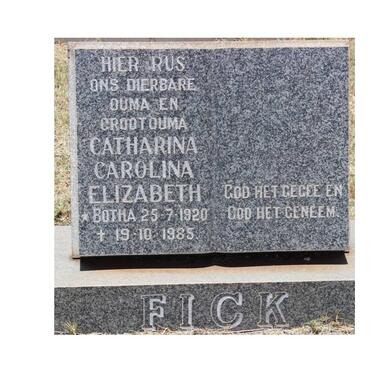 HIER RUS
ONS DIERBARE
OUMA EN
GROOTOUMA
CATHARINA
CAROLINA
ELIZABETH
* BOTHA 25-7-1920
+ 19-10-1985
GOD HET GEGEE EN
GOD HET GENEEM.
FICK